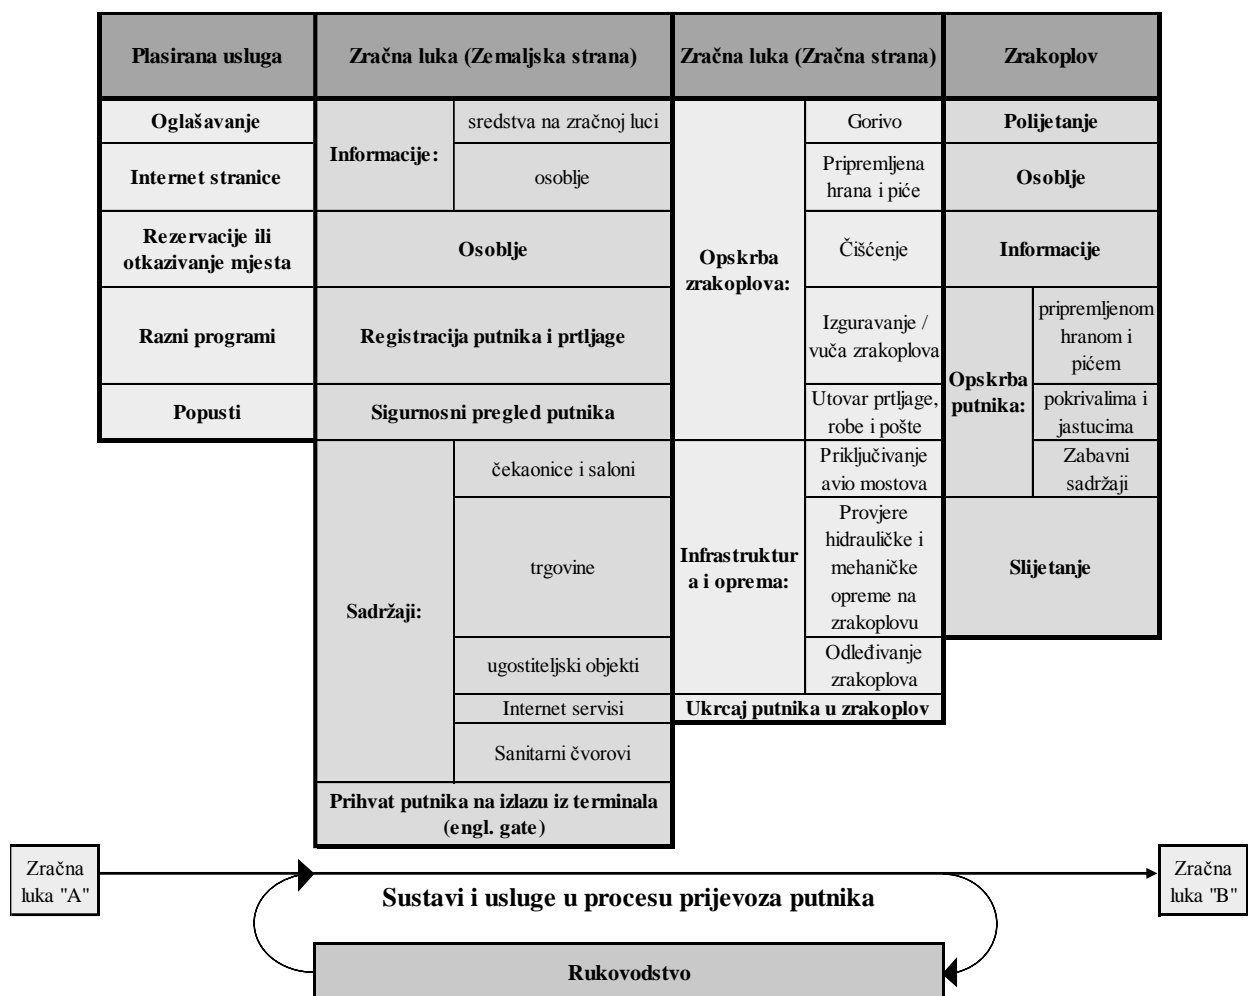 Plasirana usluga
Zračna luka (Zemaljska strana)
Zračna luka (Zračna strana)
Zrakoplov
Oglašavanje
Internet stranice
Rezervacije ili
otkazivanje mjesta
Razni programi
Popusti
Informacije:
sredstva na zračnoj luci
osoblje
Osoblje
Registracija putnika i prtljage
Sigurnosni pregled putnika
Sadržaji:
čekaonice i saloni
trgovine
ugostiteljski objekti
Internet servisi
Sanitarni čvorovi
Prihvat putnika na izlazu iz terminala
(engl. gate)
Opskrba
zrakoplova:
Gorivo
Pripremljena
hrana i piće
Čišćenje
Izguravanje /
vuča zrakoplova
Utovar prtljage,
robe i pošte
Infrastruktur
a i oprema:
Priključivanje
avio mostova
Provjere
hidrauličke i
mehaničke
opreme na
zrakoplovu
Odleđivanje
zrakoplova
Ukrcaj putnika u zrakoplov
Polijetanje
Osoblje
Informacije
Opskrba
putnika:
pripremljenom
hranom i
pićem
pokrivalima i
jastucima
Zabavni
sadržaji
Slijetanje
Zračna
luka "A"
Sustavi i usluge u procesu prijevoza putnika
Zračna
luka "B"
Rukovodstvo